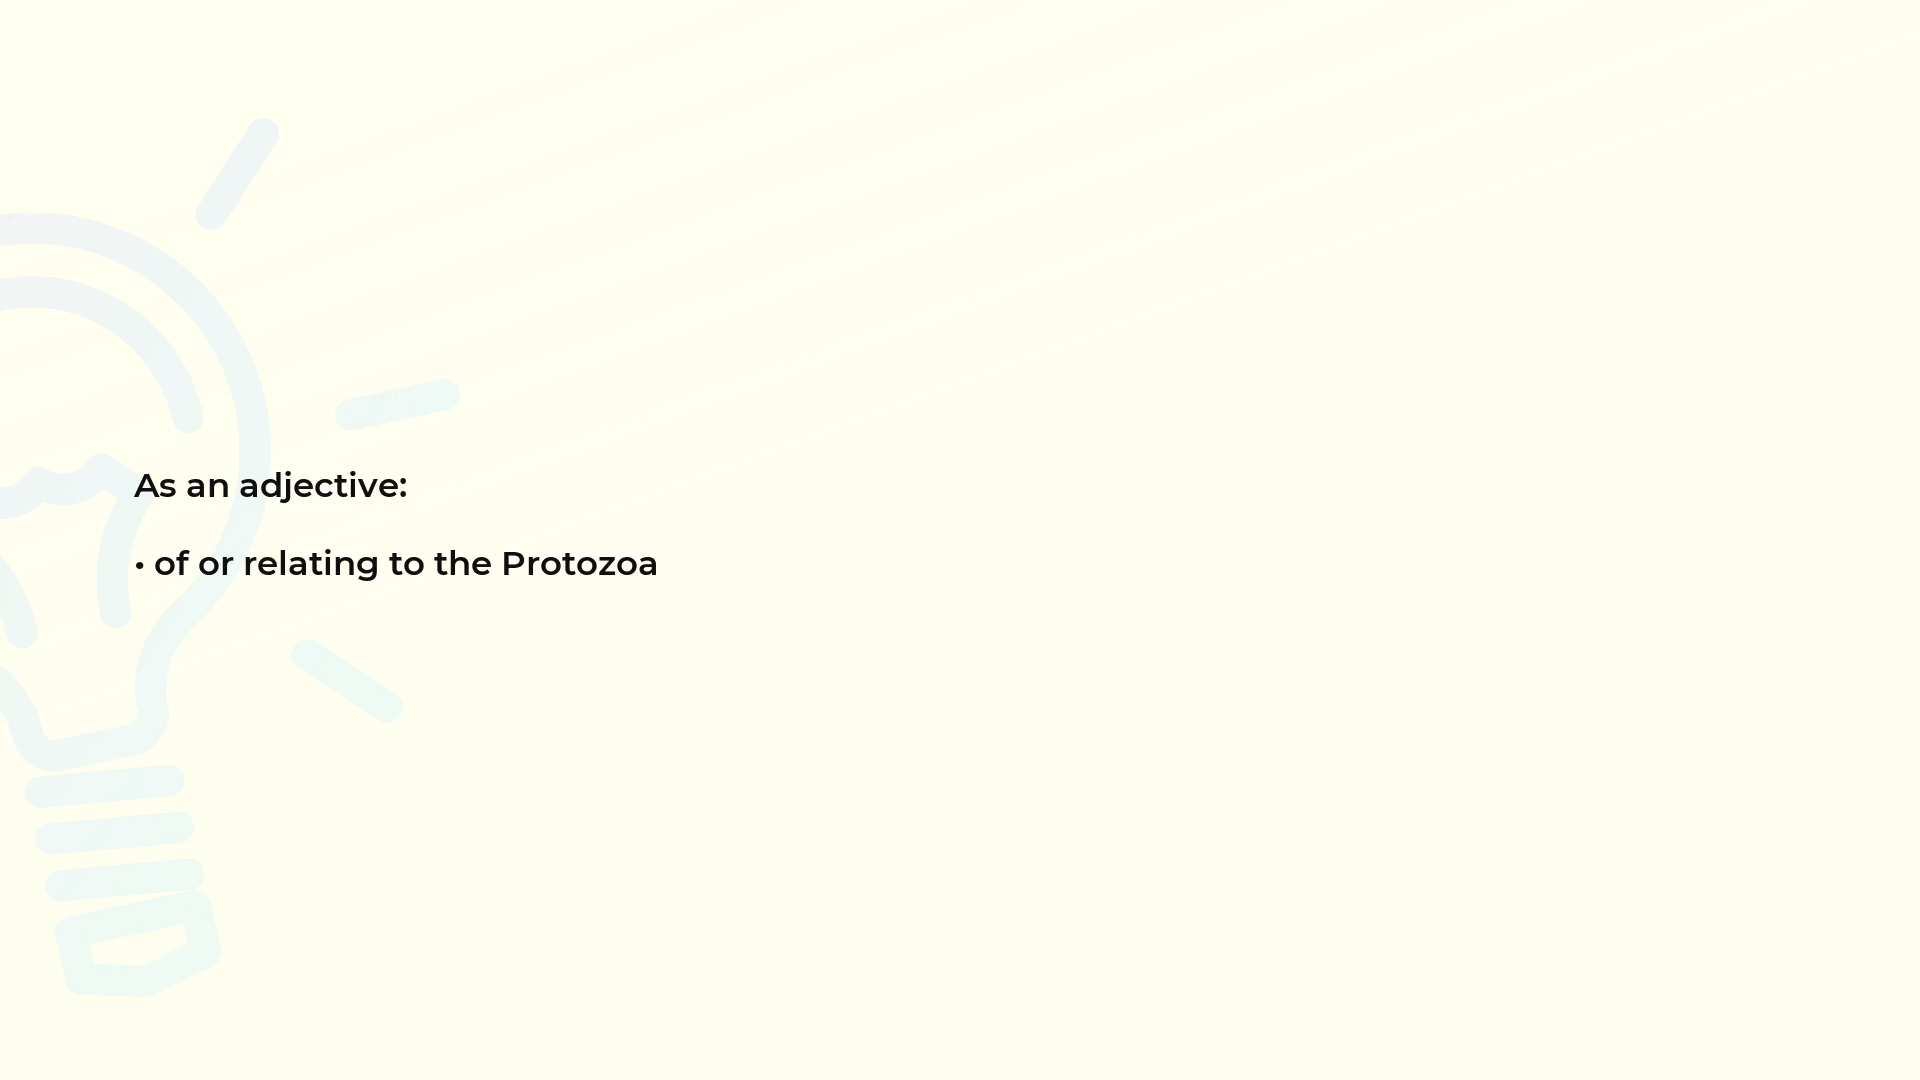 As an adjective:
• of or relating to the Protozoa